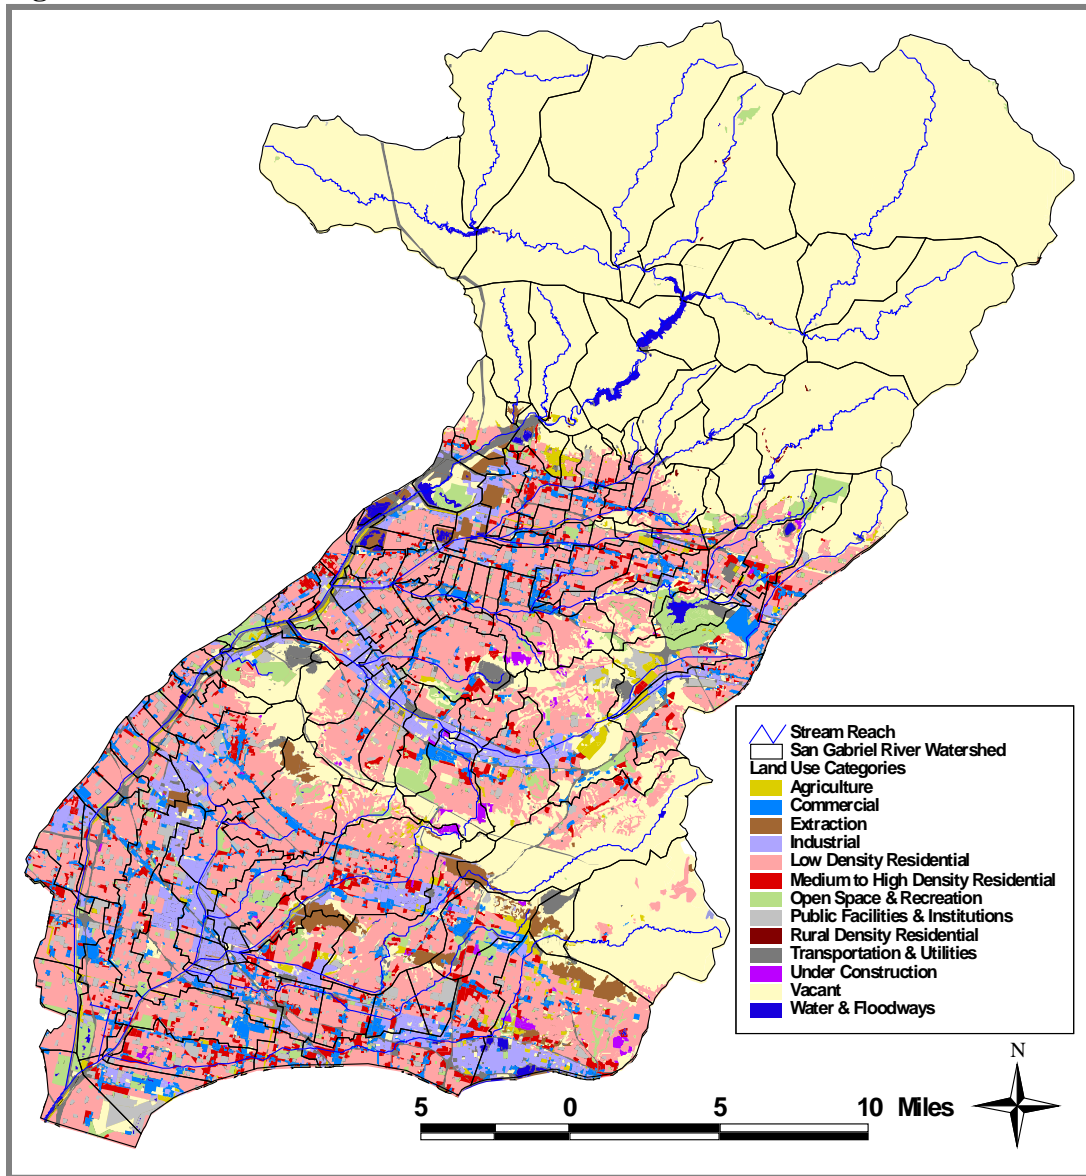 Stream Reach
San Gabriel River Watershed
Land Use Categories
Agriculture
Commercial
Extraction
Industrial
Low Density Residential
Medium to High Density Residential
Open Space & Recreation
Public Facilities & Institutions
Rural Density Residential
Transportation & Utilities
Under Construction
Vacant
Water & Floodways
N
5 0 5 10 Miles